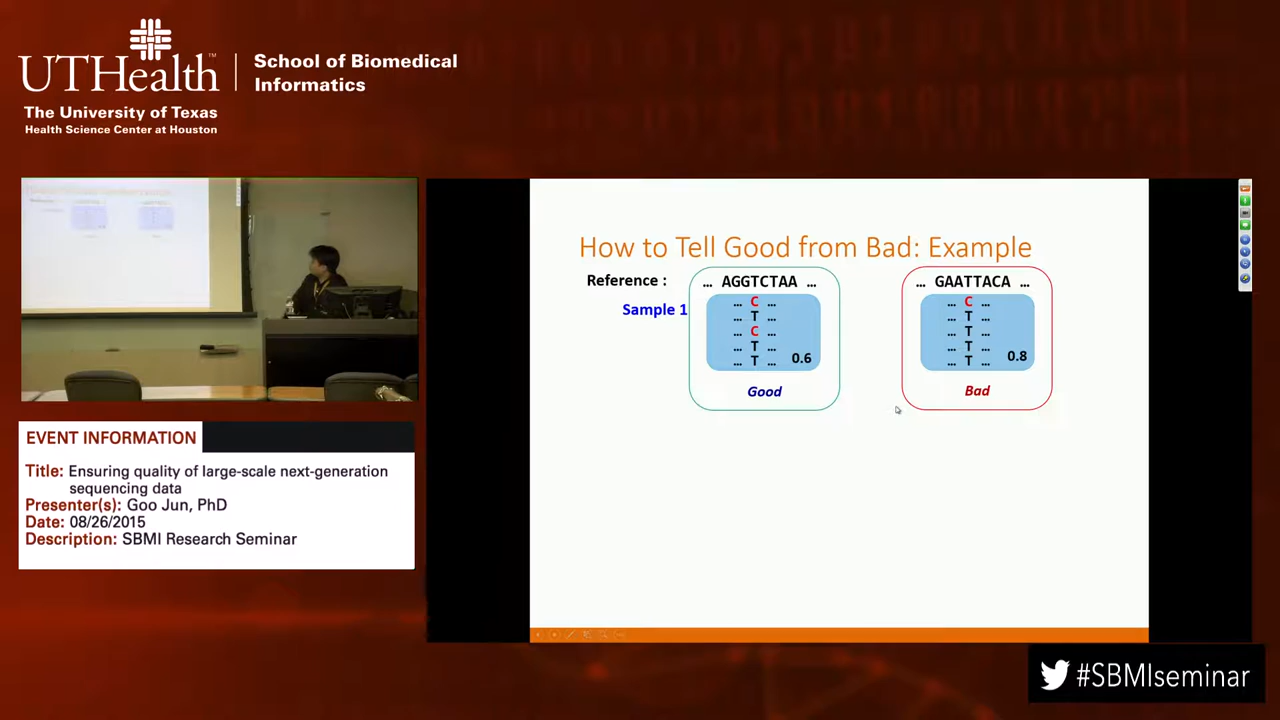 UTHealth™
The University of Texas
Health Science Center at Houston
School of Biomedical
Informatics
How to Tell Good from Bad: Example
Reference :
Sample 1
... AGGTCTAA ...
... C ...
... T ...
... C ...
... T ...
... T ...
0.6
Good
... GAATTACA ...
... C ...
... T ...
... T ...
... T ...
... T ...
0.8
Bad
EVENT INFORMATION
Title: Ensuring quality of large-scale next-generation
sequencing data
Presenter(s): Goo Jun, PhD
Date: 08/26/2015
Description: SBMI Research Seminar
#SBMIseminar